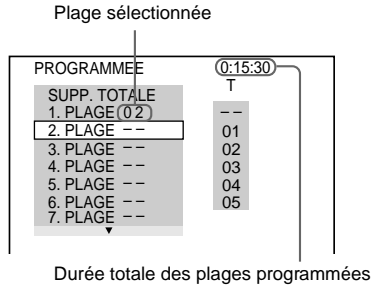 Plage sélectionnée
PROGRAMMEE 0:15:30
T
SUPP. TOTALE
1. PLAGE 0 2 – –
2. PLAGE – – 01
3. PLAGE – – 02
4. PLAGE – – 03
5. PLAGE – – 04
6. PLAGE – – 05
7. PLAGE – –
Durée totale des plages programmées